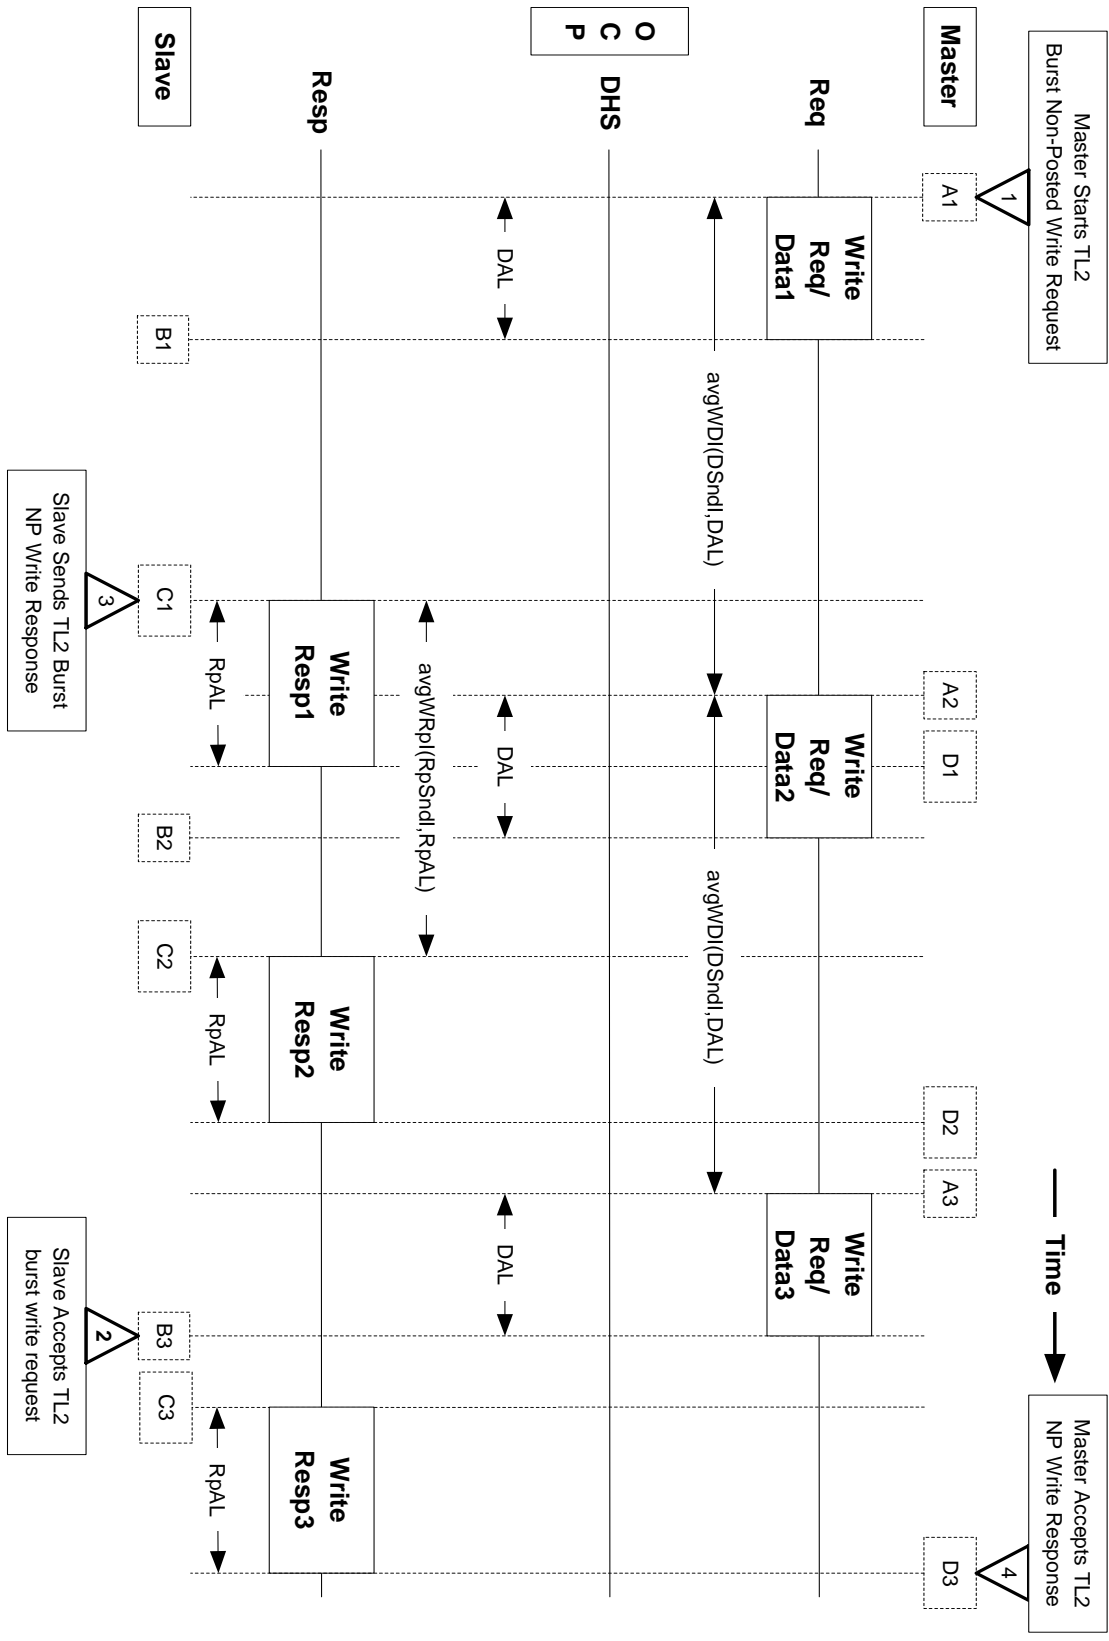 Master Starts TL2
Burst Non-Posted Write Request
1
Time
Master Accepts TL2
NP Write Response
4
Master
A1
A2
D1
D2
A3
D3
Req
Write
Req/
Data1
Write
Req/
Data2
Write
Req/
Data3
avgWDI(DSndI,DAL)
avgWDI(DSndI,DAL)
O
C
P
DHS
DAL
DAL
DAL
avgWRpI(RpSndI,RpAL)
Resp
Write
Resp1
Write
Resp2
Write
Resp3
RpAL
RpAL
RpAL
Slave
B1
C1
B2
C2
B3
C3
3
Slave Sends TL2 Burst
NP Write Response
2
Slave Accepts TL2
burst write request